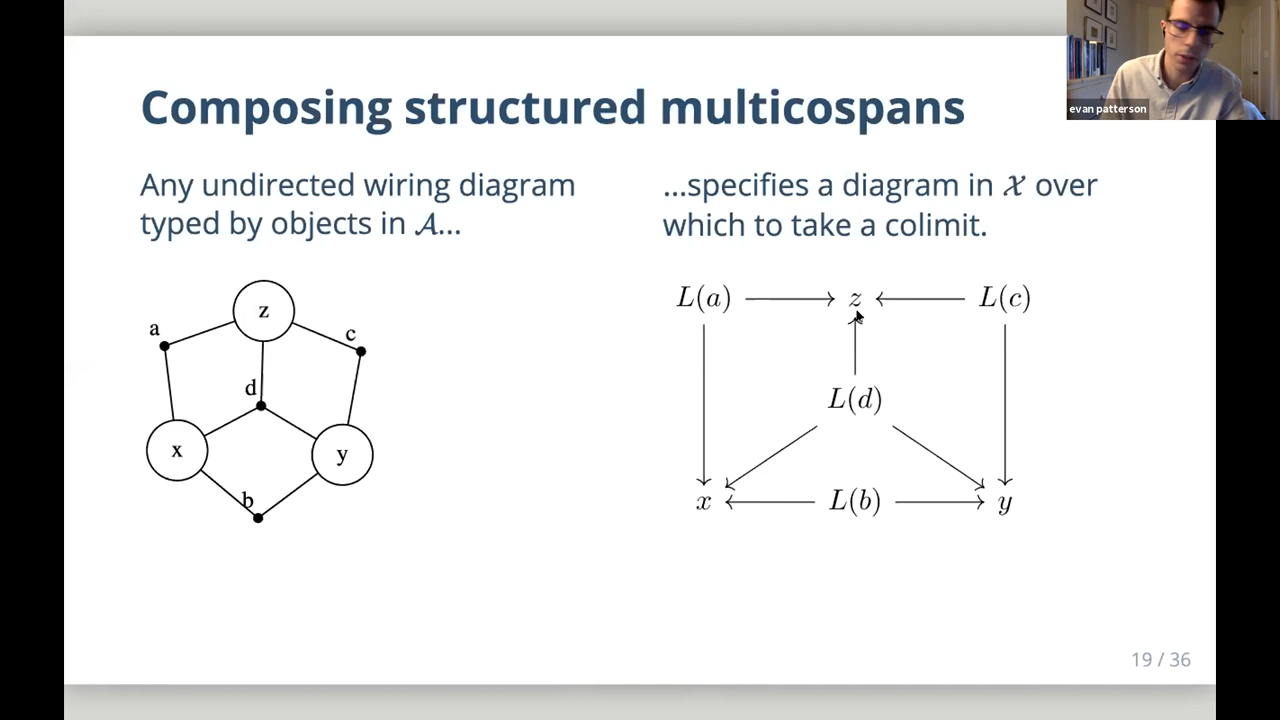 evan patterson
Composing structured multicospans
Any undirected wiring diagram
typed by objects in 𝒜...
...specifies a diagram in 𝒳 over
which to take a colimit.
z
a
c
d
x
y
b
L(a)
z
L(c)
L(d)
x
L(b)
y
19 / 36